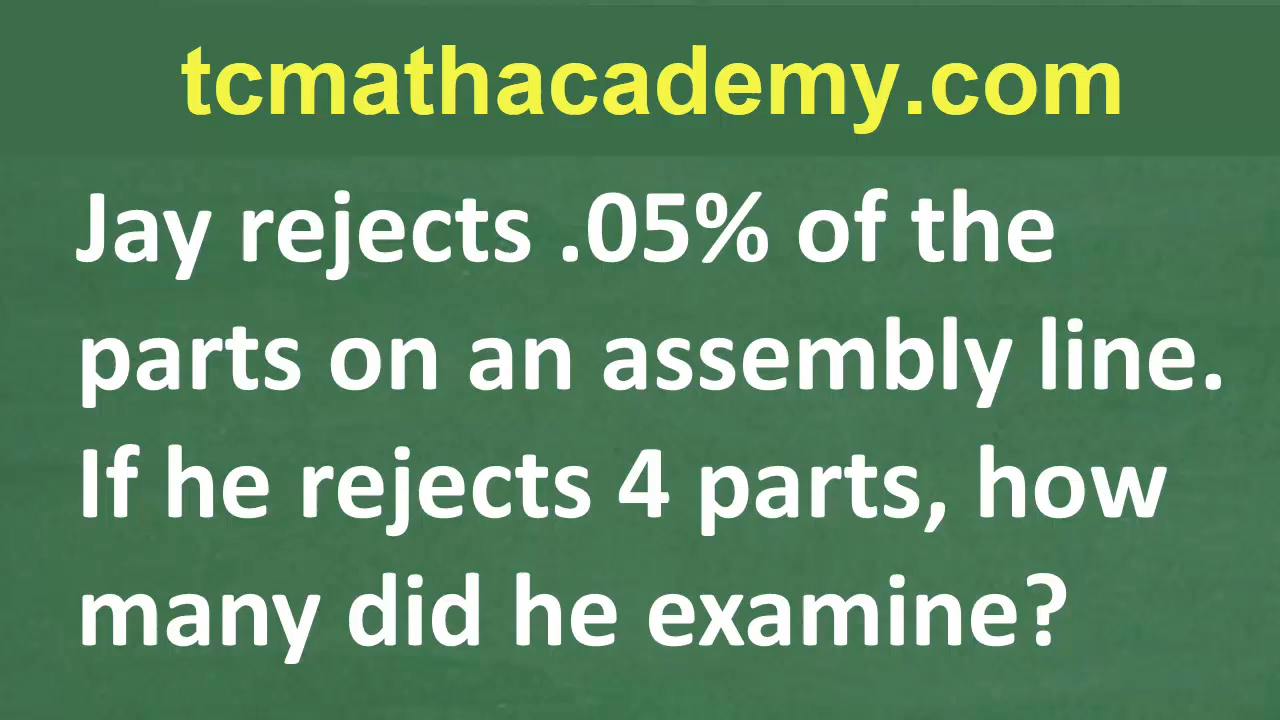 tcmathacademy.com
Jay rejects .05% of the
parts on an assembly line.
If he rejects 4 parts, how
many did he examine?